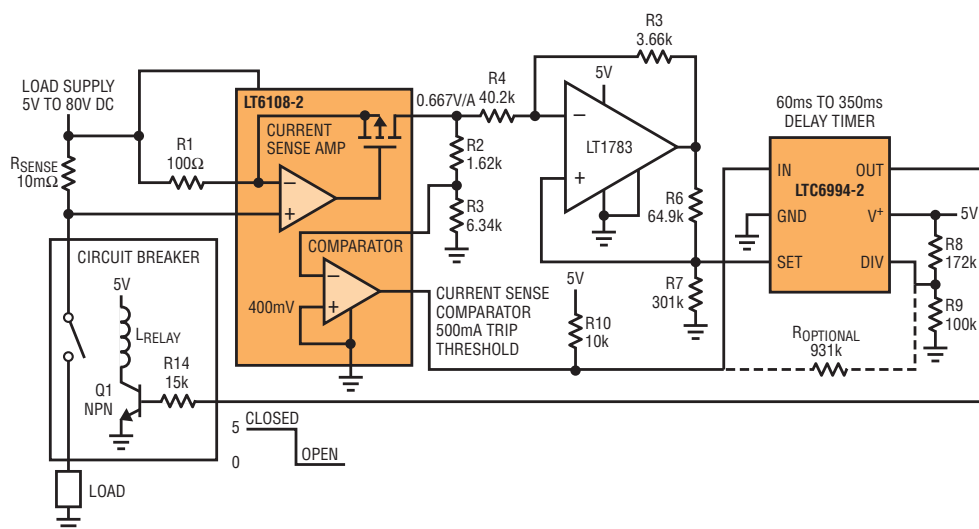 LOAD SUPPLY
5V TO 80V DC
RSENSE
10mΩ
R1
100Ω
LT6108-2
CURRENT
SENSE AMP
−
+
0.667V/A
R4
40.2k
R2
1.62k
R3
6.34k
COMPARATOR
−
+
400mV
R3
3.66k
5V
−
+
LT1783
R6
64.9k
R7
301k
CURRENT SENSE
COMPARATOR
500mA TRIP
THRESHOLD
5V
R10
10k
60ms TO 350ms
DELAY TIMER
LTC6994-2
IN
OUT
GND
V+
SET
DIV
5V
R8
172k
R9
100k
ROPTIONAL
931k
CIRCUIT BREAKER
5V
LRELAY
R14
15k
Q1
NPN
5
CLOSED
0
OPEN
LOAD